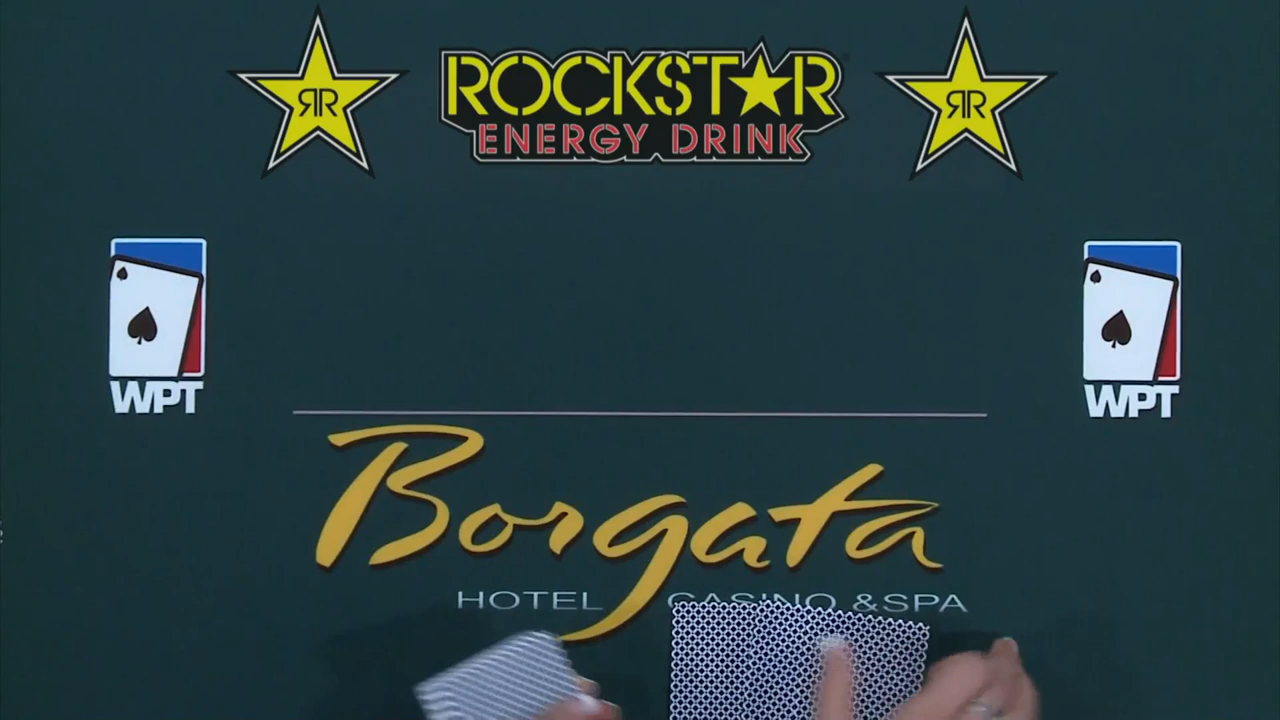 ROCKSTAR
ENERGY DRINK
WPT
WPT
Borgata
HOTEL CASINO & SPA